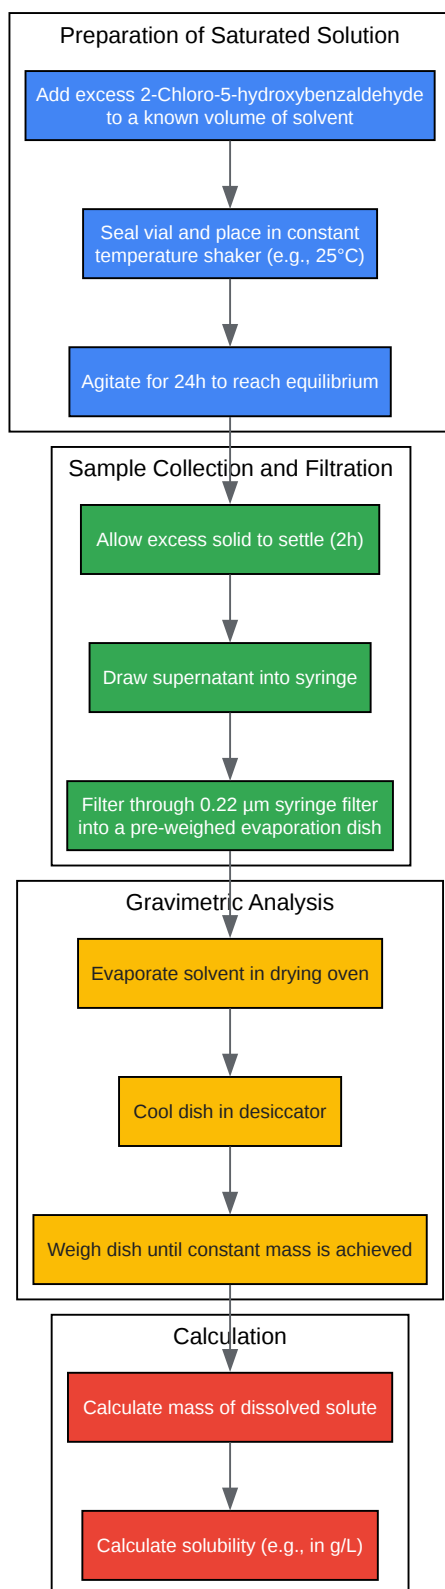 Preparation of Saturated Solution
Add excess 2-Chloro-5-hydroxybenzaldehyde
to a known volume of solvent
Seal vial and place in constant
temperature shaker (e.g., 25°C)
Agitate for 24h to reach equilibrium
Sample Collection and Filtration
Allow excess solid to settle (2h)
Draw supernatant into syringe
Filter through 0.22 µm syringe filter
into a pre-weighed evaporation dish
Gravimetric Analysis
Evaporate solvent in drying oven
Cool dish in desiccator
Weigh dish until constant mass is achieved
Calculation
Calculate mass of dissolved solute
Calculate solubility (e.g., in g/L)